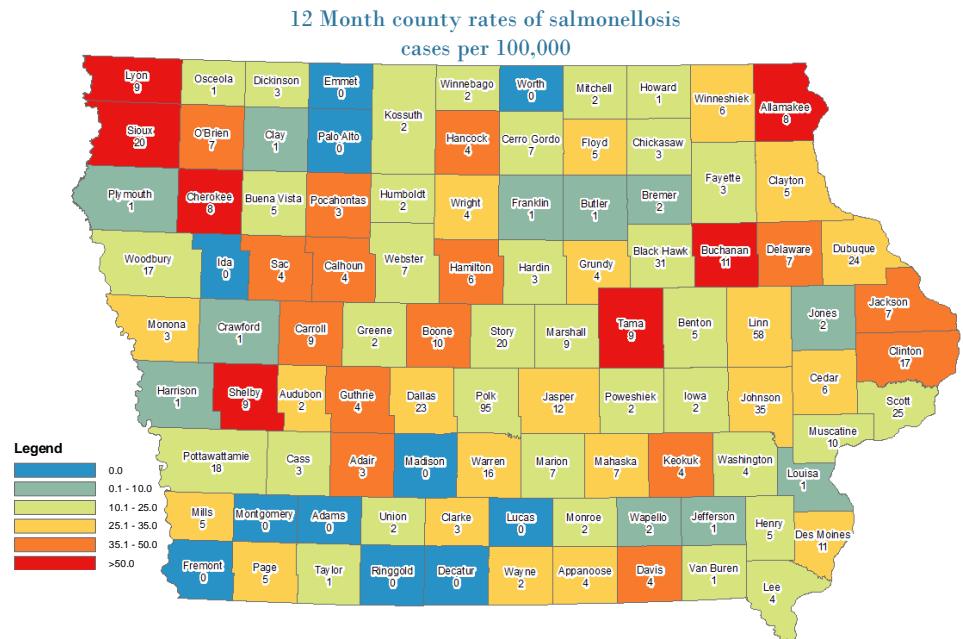 12 Month county rates of salmonellosis
cases per 100,000
Lyon
9
Osceola
1
Dickinson
3
Emmet
0
Kossuth
2
Winnebago
2
Worth
0
Mitchell
2
Howard
1
Winneshiek
6
Allamakee
8
Sioux
20
O'Brien
7
Clay
1
Palo Alto
0
Hancock
4
Cerro Gordo
7
Floyd
5
Chickasaw
3
Fayette
3
Clayton
5
Plymouth
1
Cherokee
8
Buena Vista
5
Pocahontas
3
Humboldt
2
Wright
4
Franklin
1
Butler
1
Bremer
2
Woodbury
17
Ida
0
Sac
4
Calhoun
4
Webster
7
Hamilton
6
Hardin
3
Grundy
4
Black Hawk
31
Buchanan
11
Delaware
7
Dubuque
24
Monona
3
Crawford
1
Carroll
9
Greene
2
Boone
10
Story
20
Marshall
9
Tama
9
Benton
5
Linn
58
Jones
2
Jackson
7
Clinton
17
Harrison
1
Shelby
9
Audubon
2
Guthrie
4
Dallas
23
Polk
95
Jasper
12
Poweshiek
2
Iowa
2
Johnson
35
Cedar
6
Scott
25
Muscatine
10
Legend
0.0
0.1 - 10.0
10.1 - 25.0
25.1 - 35.0
35.1 - 50.0
>50.0
Pottawattamie
18
Cass
3
Adair
3
Madison
0
Warren
16
Marion
7
Mahaska
7
Keokuk
4
Washington
4
Louisa
1
Mills
5
Montgomery
0
Adams
0
Union
2
Clarke
3
Lucas
0
Monroe
2
Wapello
2
Jefferson
1
Henry
5
Des Moines
11
Fremont
0
Page
5
Taylor
1
Ringgold
0
Decatur
0
Wayne
2
Appanoose
4
Davis
4
Van Buren
1
Lee
4